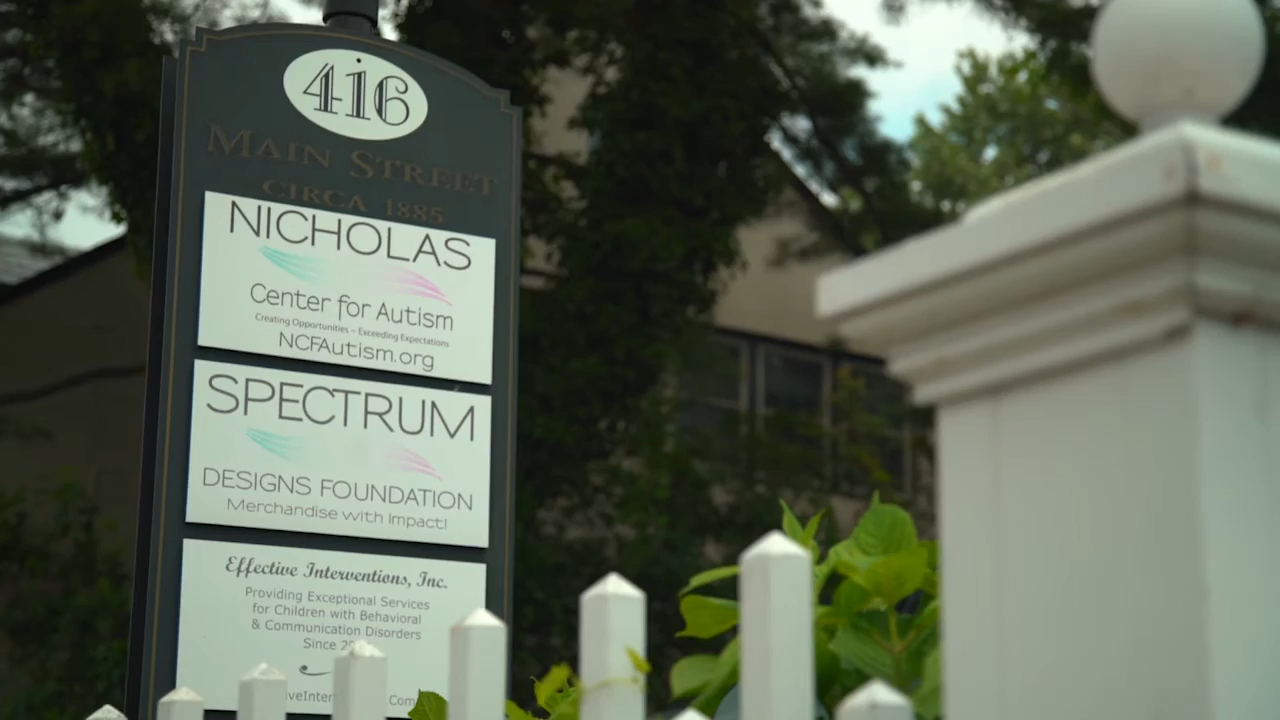 416
MAIN STREET
CIRCA 1885
NICHOLAS
Center for Autism
Creating Opportunities – Exceeding Expectations
NCFAutism.org
SPECTRUM
DESIGNS FOUNDATION
Merchandise with Impact!
Effective Interventions, Inc.
Providing Exceptional Services
for Children with Behavioral
& Communication Disorders
Since